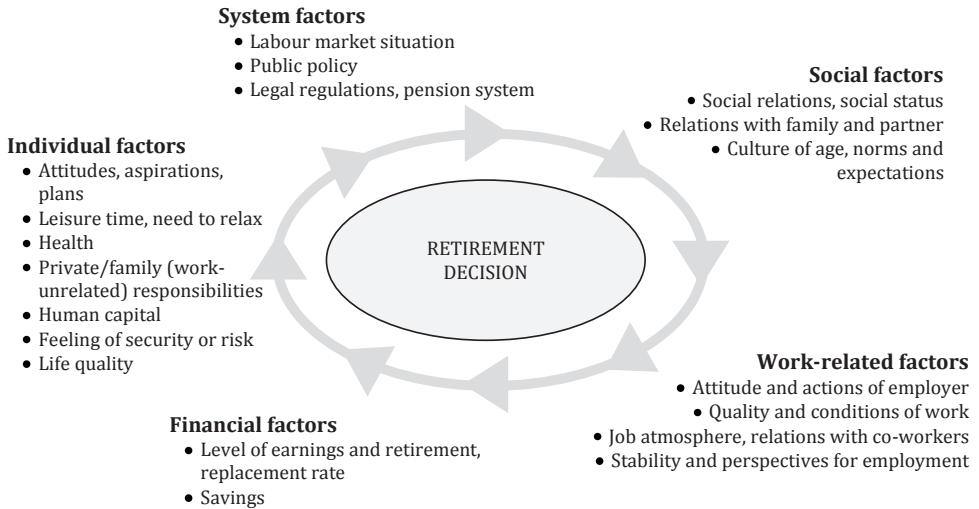 System factors
• Labour market situation
• Public policy
• Legal regulations, pension system
Social factors
• Social relations, social status
• Relations with family and partner
• Culture of age, norms and
expectations
Individual factors
• Attitudes, aspirations,
plans
• Leisure time, need to relax
• Health
• Private/family (work-
unrelated) responsibilities
• Human capital
• Feeling of security or risk
• Life quality
RETIREMENT
DECISION
Work-related factors
• Attitude and actions of employer
• Quality and conditions of work
• Job atmosphere, relations with co-workers
• Stability and perspectives for employment
Financial factors
• Level of earnings and retirement,
replacement rate
• Savings